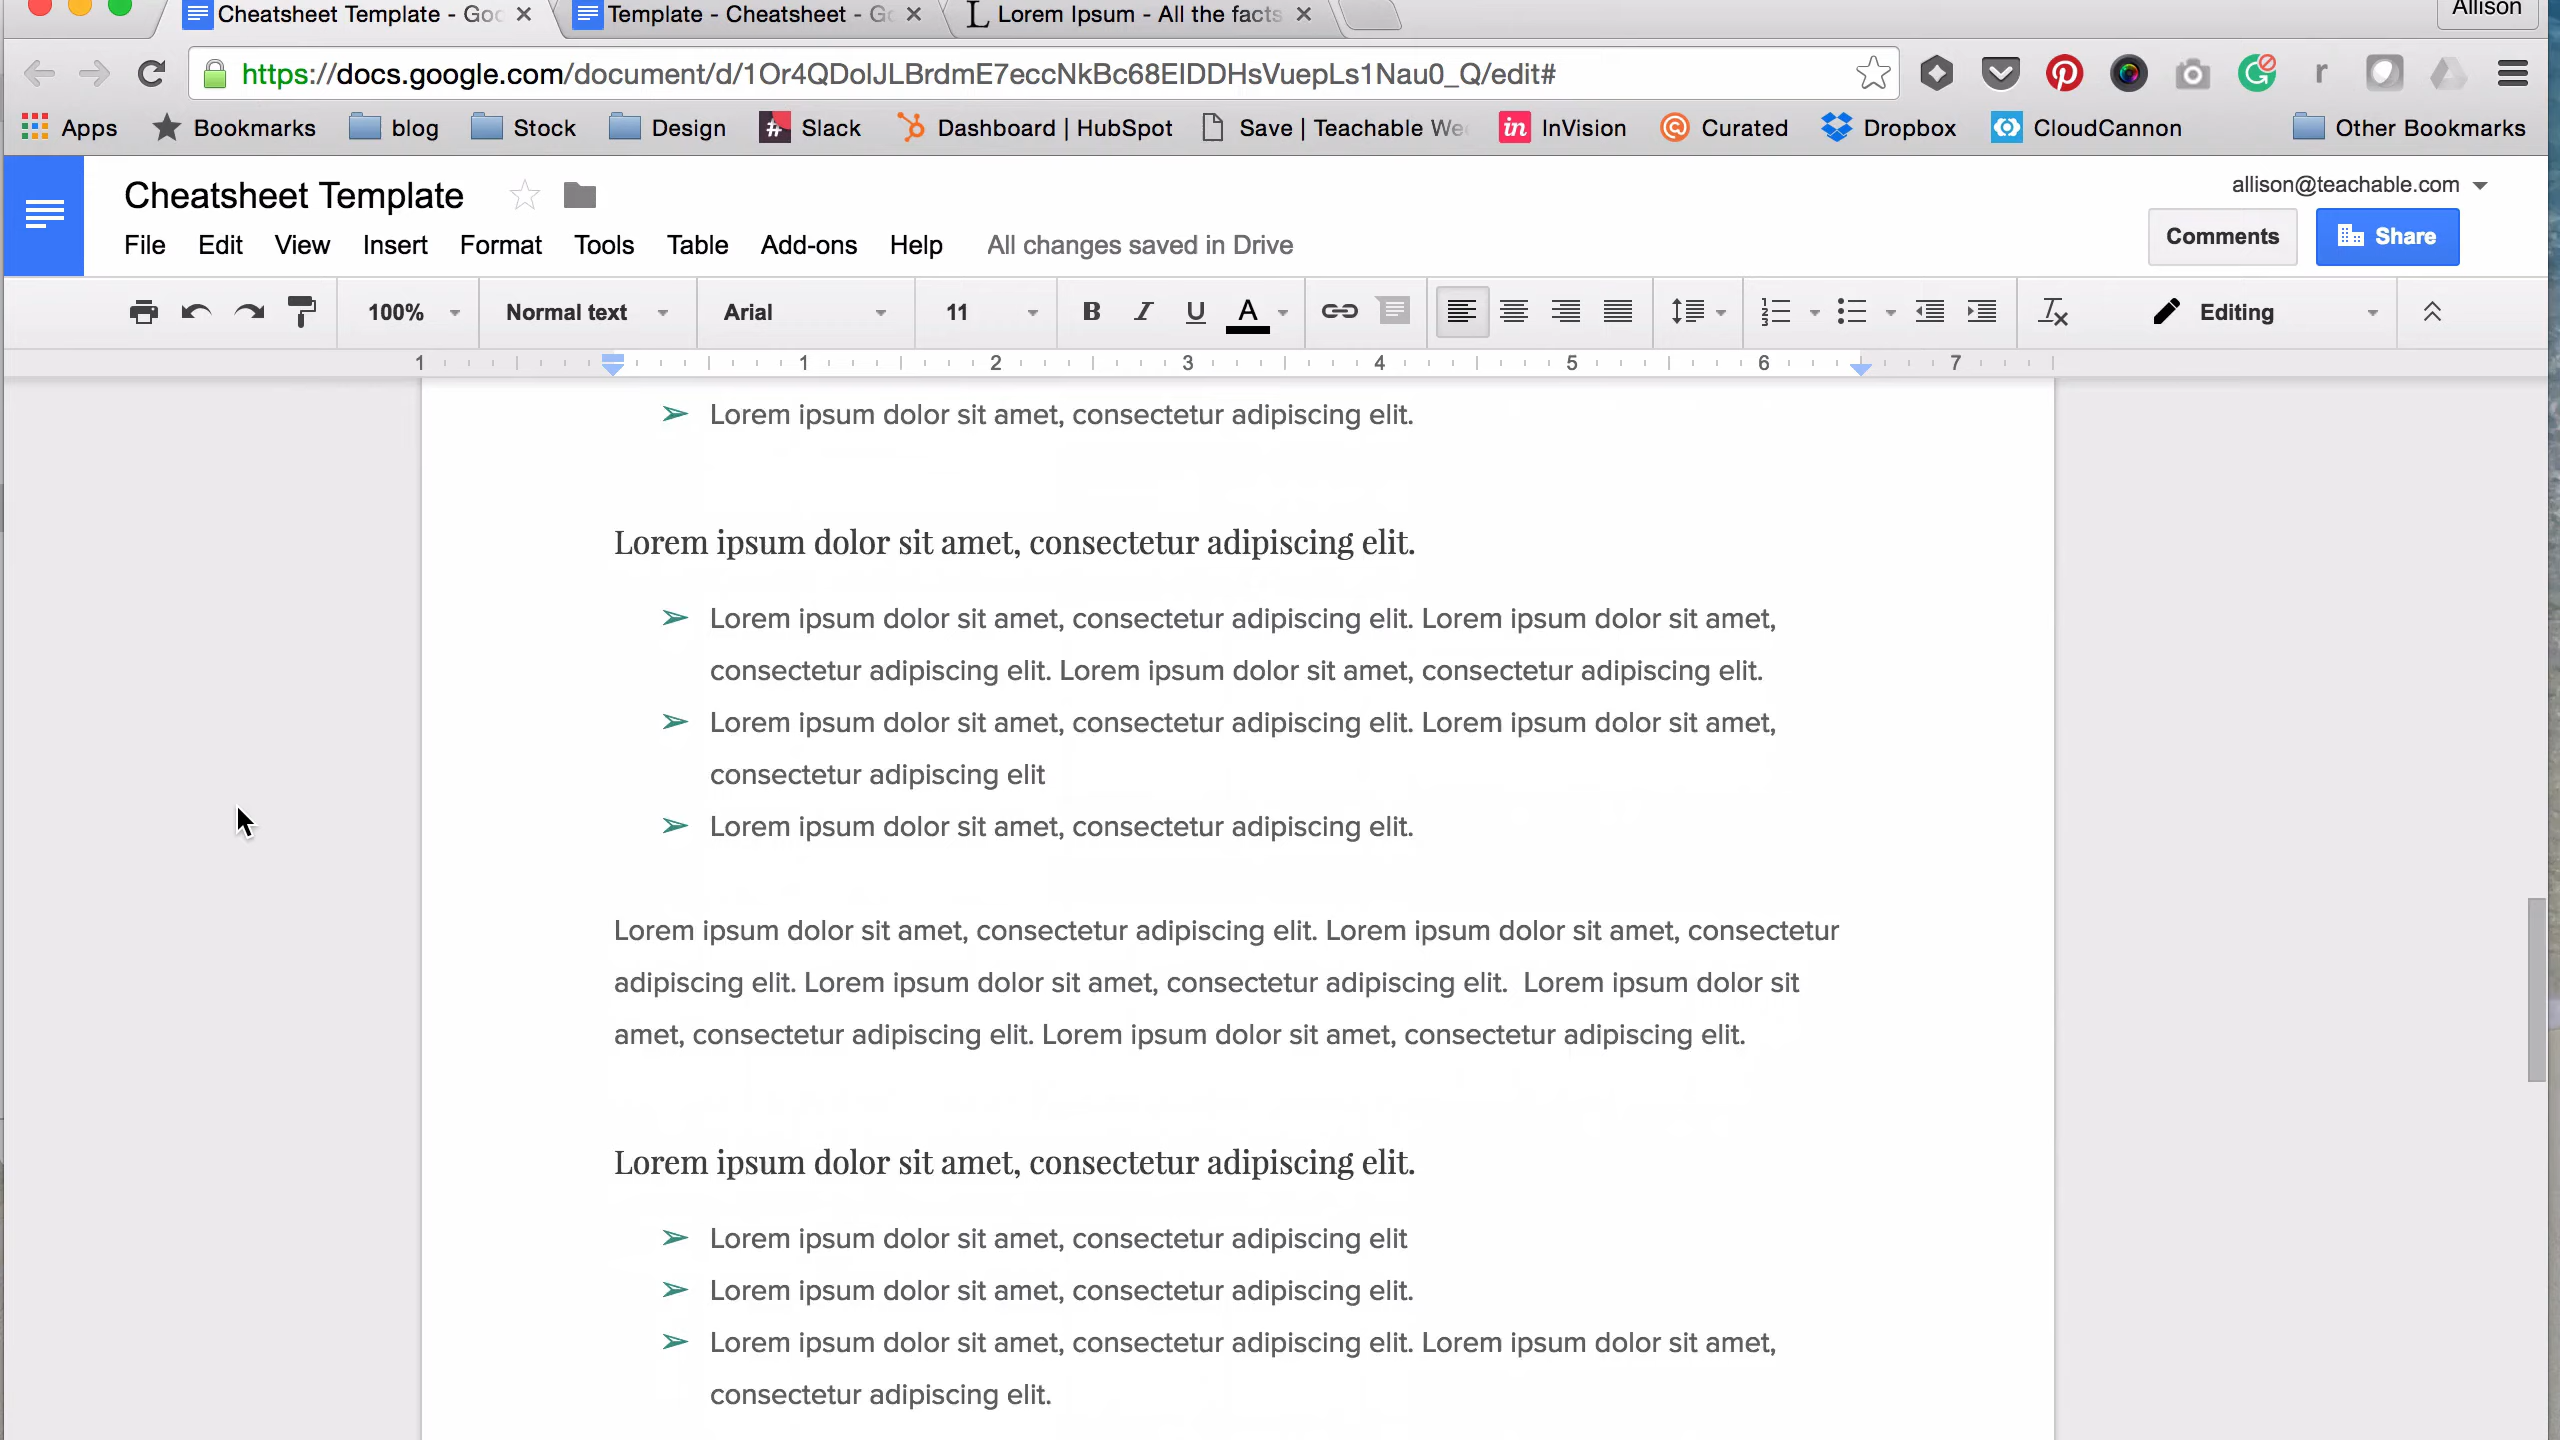 Cheatsheet Template - Goo
Template - Cheatsheet - Go
Lorem Ipsum - All the facts
Allison
https://docs.google.com/document/d/1Or4QDolJLBrdmE7eccNkBc68ElDDHsVuepLs1Nau0_Q/edit#
Apps Bookmarks blog Stock Design Slack Dashboard | HubSpot Save | Teachable We InVision Curated Dropbox CloudCannon Other Bookmarks
Cheatsheet Template
allison@teachable.com
File Edit View Insert Format Tools Table Add-ons Help All changes saved in Drive
Comments Share
100% Normal text Arial 11 B I U A Editing
1 1 2 3 4 5 6 7
➢ Lorem ipsum dolor sit amet, consectetur adipiscing elit.
Lorem ipsum dolor sit amet, consectetur adipiscing elit.
➢ Lorem ipsum dolor sit amet, consectetur adipiscing elit. Lorem ipsum dolor sit amet,
consectetur adipiscing elit. Lorem ipsum dolor sit amet, consectetur adipiscing elit.
➢ Lorem ipsum dolor sit amet, consectetur adipiscing elit. Lorem ipsum dolor sit amet,
consectetur adipiscing elit
➢ Lorem ipsum dolor sit amet, consectetur adipiscing elit.
Lorem ipsum dolor sit amet, consectetur adipiscing elit. Lorem ipsum dolor sit amet, consectetur
adipiscing elit. Lorem ipsum dolor sit amet, consectetur adipiscing elit.  Lorem ipsum dolor sit
amet, consectetur adipiscing elit. Lorem ipsum dolor sit amet, consectetur adipiscing elit.
Lorem ipsum dolor sit amet, consectetur adipiscing elit.
➢ Lorem ipsum dolor sit amet, consectetur adipiscing elit
➢ Lorem ipsum dolor sit amet, consectetur adipiscing elit.
➢ Lorem ipsum dolor sit amet, consectetur adipiscing elit. Lorem ipsum dolor sit amet,
consectetur adipiscing elit.